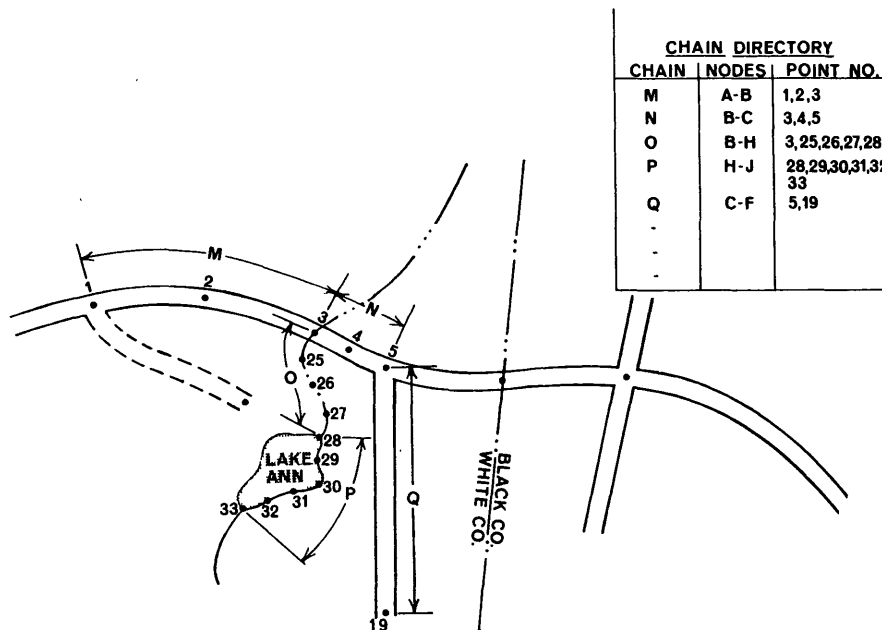 CHAIN DIRECTORY
CHAIN NODES POINT NO.
M A-B 1,2,3
N B-C 3,4,5
O B-H 3,25,26,27,28
P H-J 28,29,30,31,32
33
Q C-F 5,19
-
-
-
M
N
1
2
3
4
5
25
O
26
27
28
LAKE
ANN
29
30
31
32
33
P
Q
BLACK CO.
WHITE CO.
19